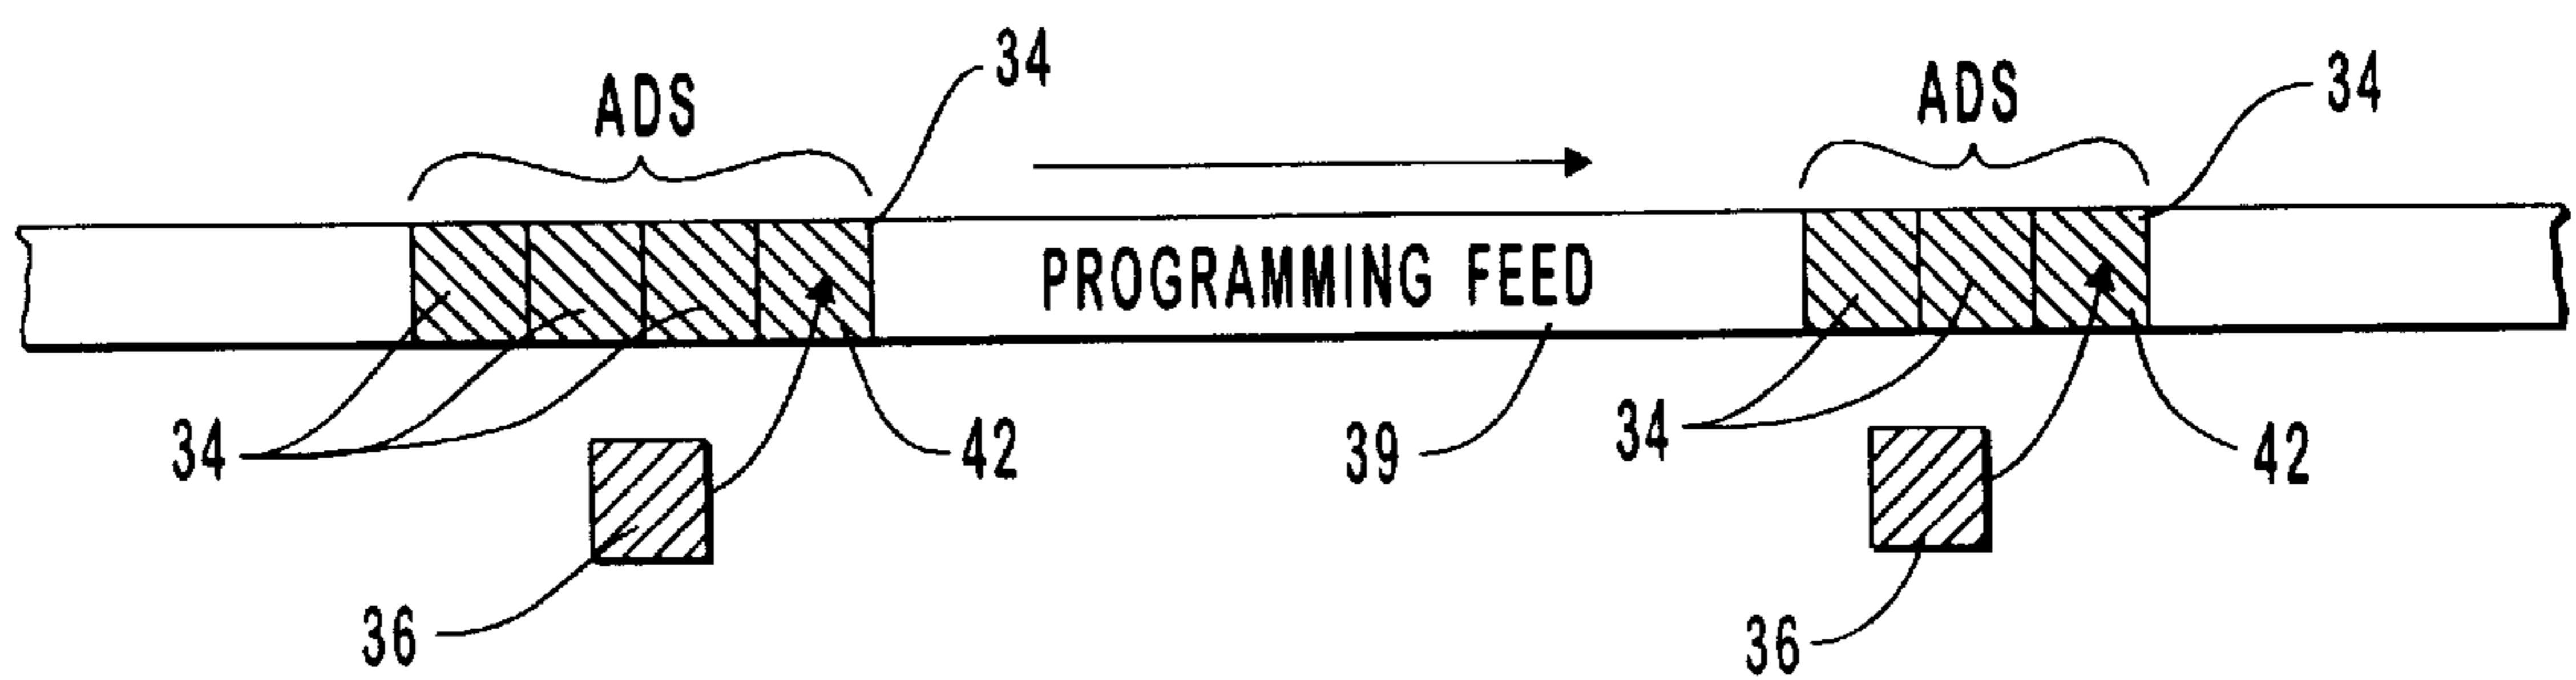 ADS 34 ADS 34
PROGRAMMING FEED
34 42 39 34 42
36 36